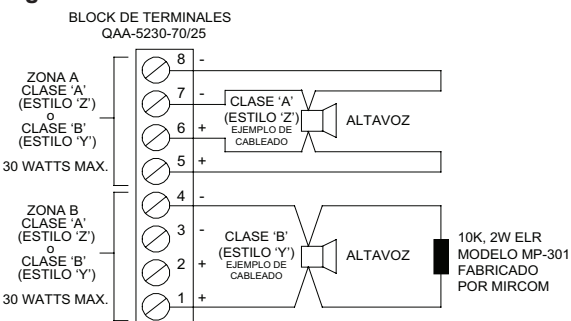 BLOCK DE TERMINALES
QAA-5230-70/25
ZONA A
CLASE ‘A’
(ESTILO ‘Z’)
o
CLASE ‘B’
(ESTILO ‘Y’)
30 WATTS MAX.
8 -
7 -
6 +
5 +
CLASE ‘A’
(ESTILO ‘Z’)
EJEMPLO DE
CABLEADO
ALTAVOZ
ZONA B
CLASE ‘A’
(ESTILO ‘Z’)
o
CLASE ‘B’
(ESTILO ‘Y’)
30 WATTS MAX.
4 -
3 -
2 +
1 +
CLASE ‘B’
(ESTILO ‘Y’)
EJEMPLO DE
CABLEADO
ALTAVOZ
10K, 2W ELR
MODELO MP-301
FABRICADO
POR MIRCOM